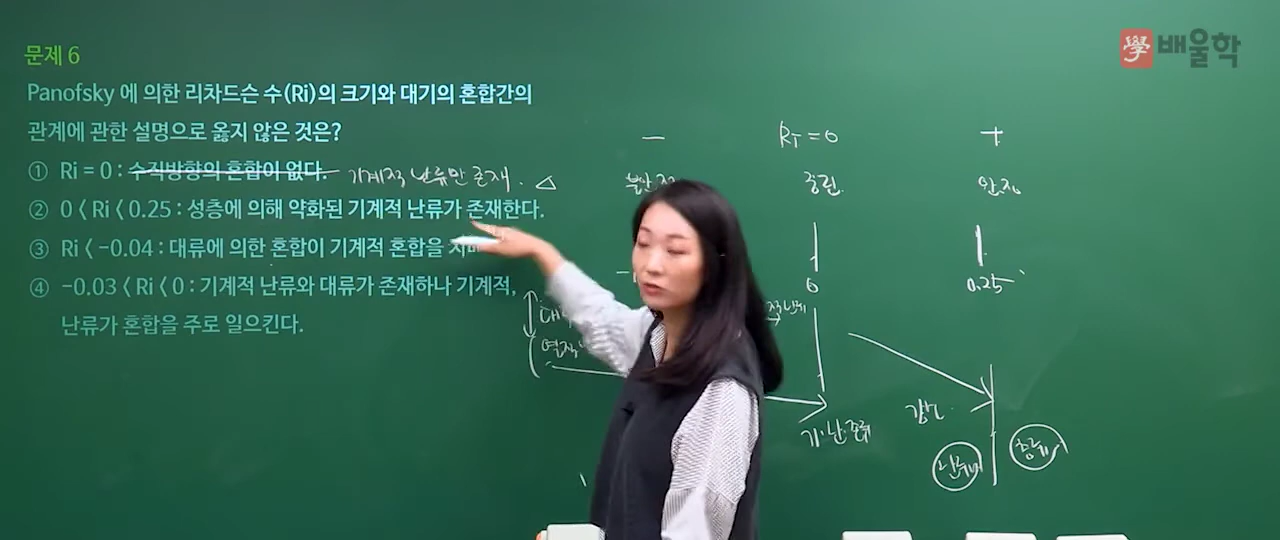 學 배울학
문제 6
Panofsky 에 의한 리차드슨 수(Ri)의 크기와 대기의 혼합간의
관계에 관한 설명으로 옳지 않은 것은?
① Ri = 0 : 수직방향의 혼합이 없다. 기계적 난류만 존재.
② 0 < Ri < 0.25 : 성층에 의해 약화된 기계적 난류가 존재한다.
③ Ri < -0.04 : 대류에 의한 혼합이 기계적 혼합을
④ -0.03 < Ri < 0 : 기계적 난류와 대류가 존재하나 기계적,
난류가 혼합을 주로 일으킨다.
− Ri = 0 +
중립 안정
0 0.25
기·난·존류